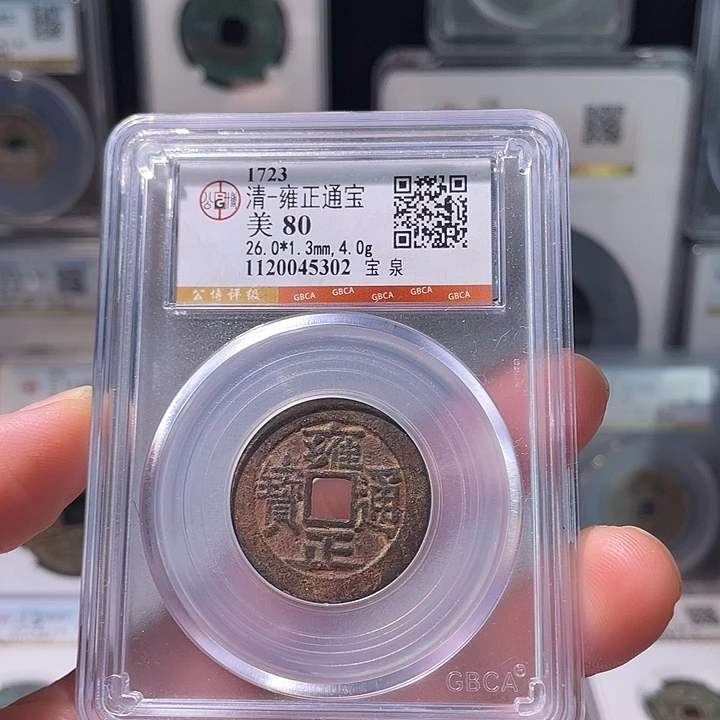 1723
清-雍正通宝
美 80
26.0*1.3mm, 4.0g
1120045302 宝 泉
公博评级 GBCA GBCA GBCA GBCA GBCA
雍
寶 通
正
GBCA